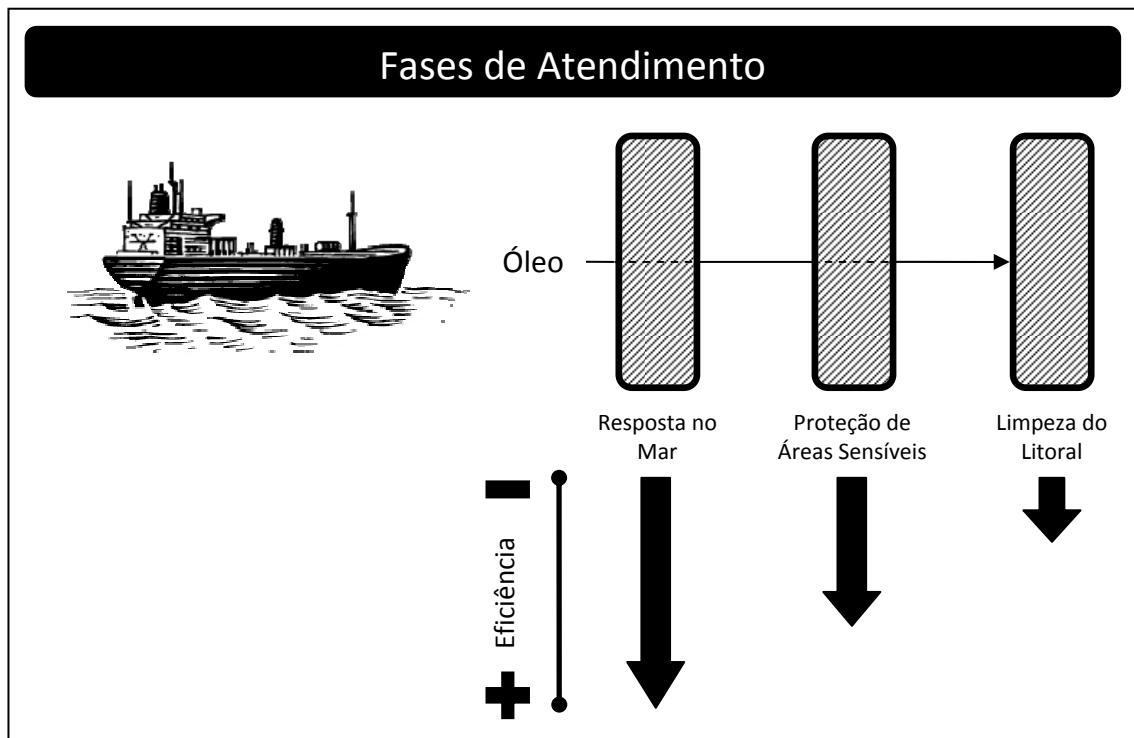 Fases de Atendimento
Óleo
Resposta no
Mar
Proteção de
Áreas Sensíveis
Limpeza do
Litoral
Eficiência